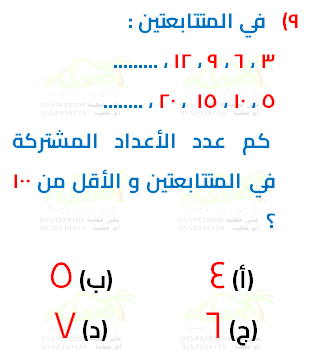 ٩) في المتتابعتين :
٣ ، ٦ ، ٩ ، ١٢ ، .........
٥ ، ١٠ ، ١٥ ، ٢٠ ، ........
كم عدد الأعداد المشتركة
في المتتابعتين و الأقل من ١٠٠
؟
(أ) ٤ (ب) ٥
(ج) ٦ (د) ٧